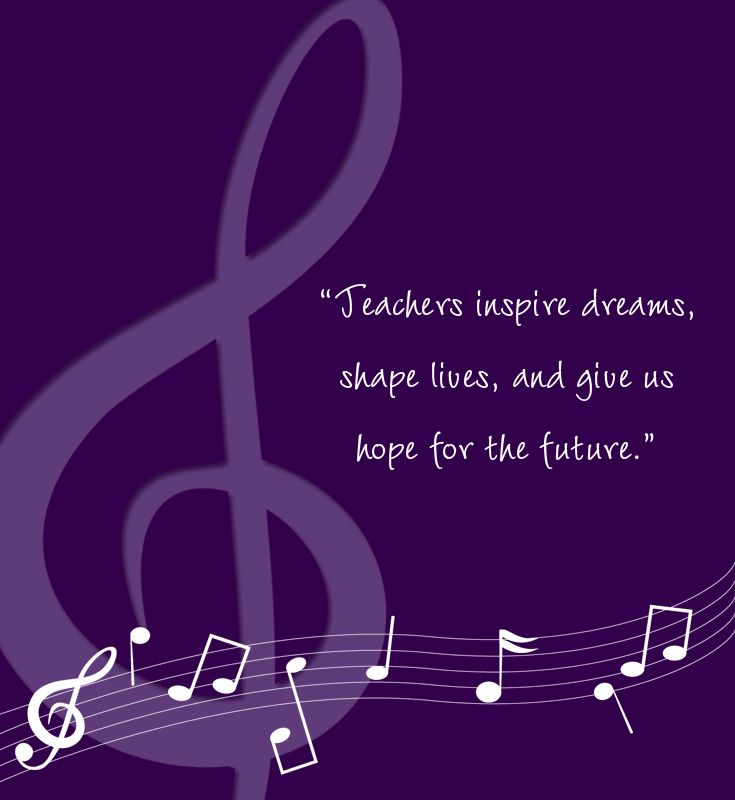 “Teachers inspire dreams,
shape lives, and give us
hope for the future.”